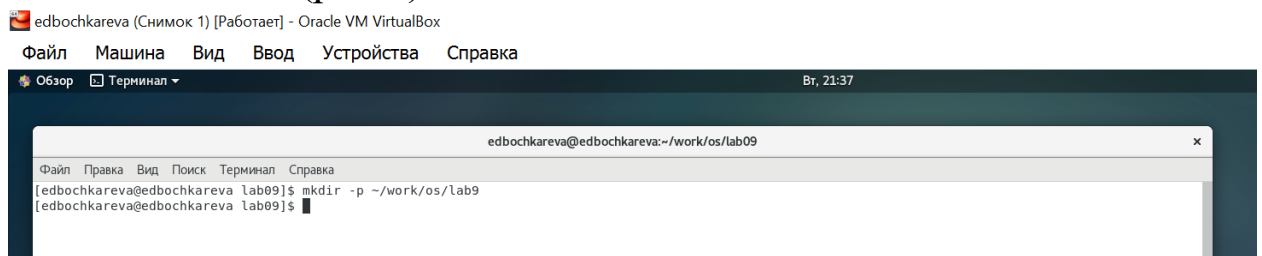 edbochkareva (Снимок 1) [Работает] - Oracle VM VirtualBox
Файл Машина Вид Ввод Устройства Справка
Обзор Терминал Вт, 21:37
edbochkareva@edbochkareva:~/work/os/lab09 ×
Файл Правка Вид Поиск Терминал Справка
[edbochkareva@edbochkareva lab09]$ mkdir -p ~/work/os/lab9
[edbochkareva@edbochkareva lab09]$